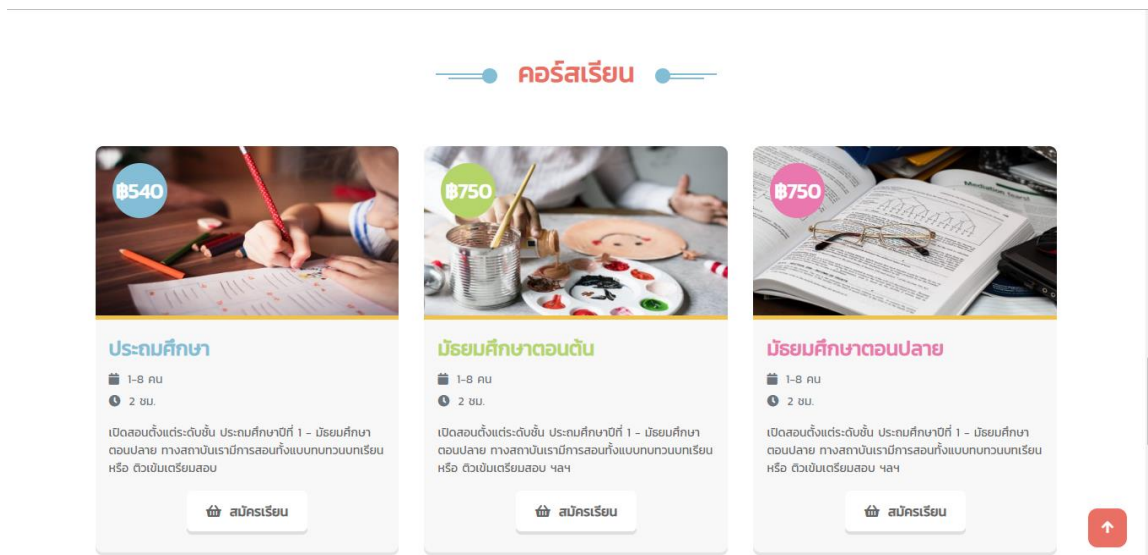 คอร์สเรียน
฿540
฿750
฿750
Mediation
ประถมศึกษา
1-8 คน
2 ชม.
เปิดสอนตั้งแต่ระดับชั้น ประถมศึกษาปีที่ 1 - มัธยมศึกษา
ตอนปลาย ทางสถาบันเรามีการสอนทั้งแบบทบทวนบทเรียน
หรือ ติวเข้มเตรียมสอบ
สมัครเรียน
มัธยมศึกษาตอนต้น
1-8 คน
2 ชม.
เปิดสอนตั้งแต่ระดับชั้น ประถมศึกษาปีที่ 1 - มัธยมศึกษา
ตอนปลาย ทางสถาบันเรามีการสอนทั้งแบบทบทวนบทเรียน
หรือ ติวเข้มเตรียมสอบ ฯลฯ
สมัครเรียน
มัธยมศึกษาตอนปลาย
1-8 คน
2 ชม.
เปิดสอนตั้งแต่ระดับชั้น ประถมศึกษาปีที่ 1 - มัธยมศึกษา
ตอนปลาย ทางสถาบันเรามีการสอนทั้งแบบทบทวนบทเรียน
หรือ ติวเข้มเตรียมสอบ ฯลฯ
สมัครเรียน